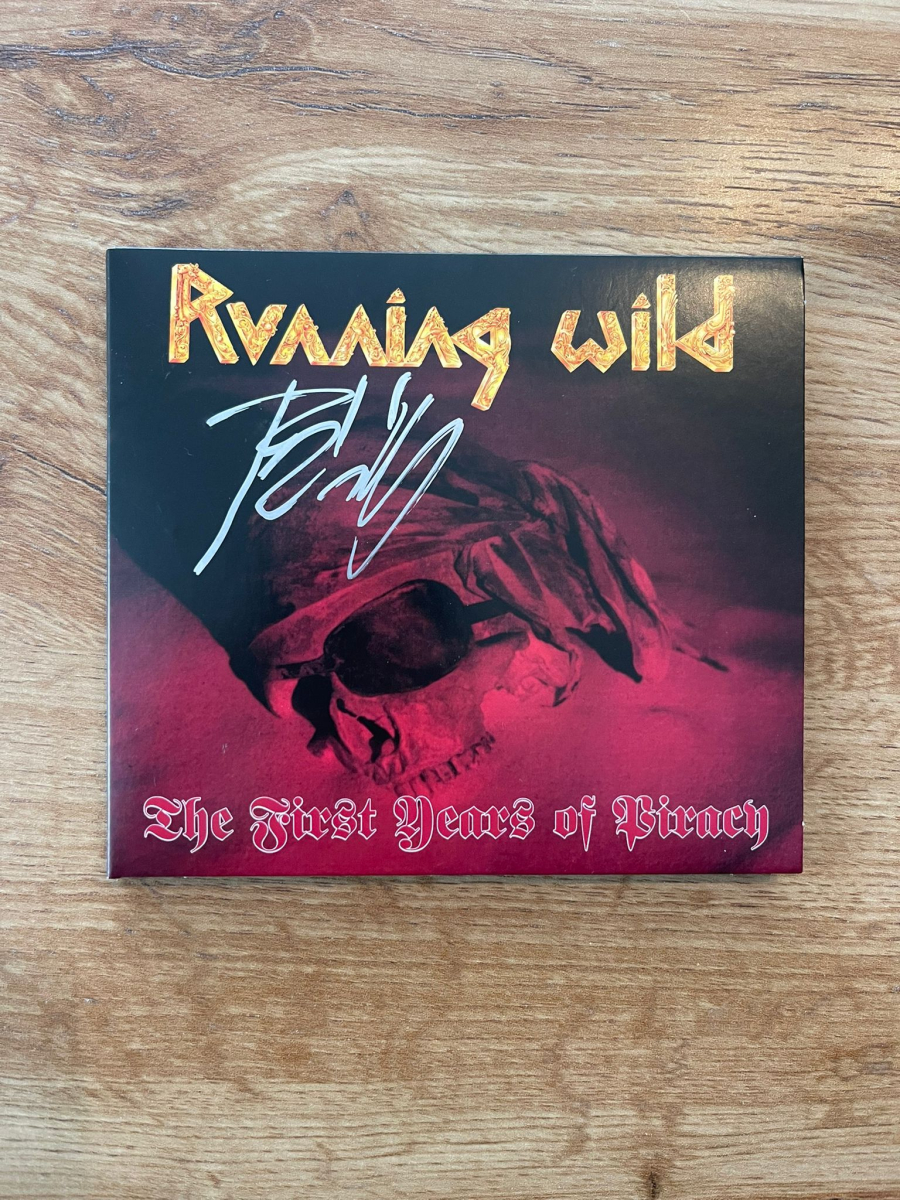 Running wild
The First Years of Piracy